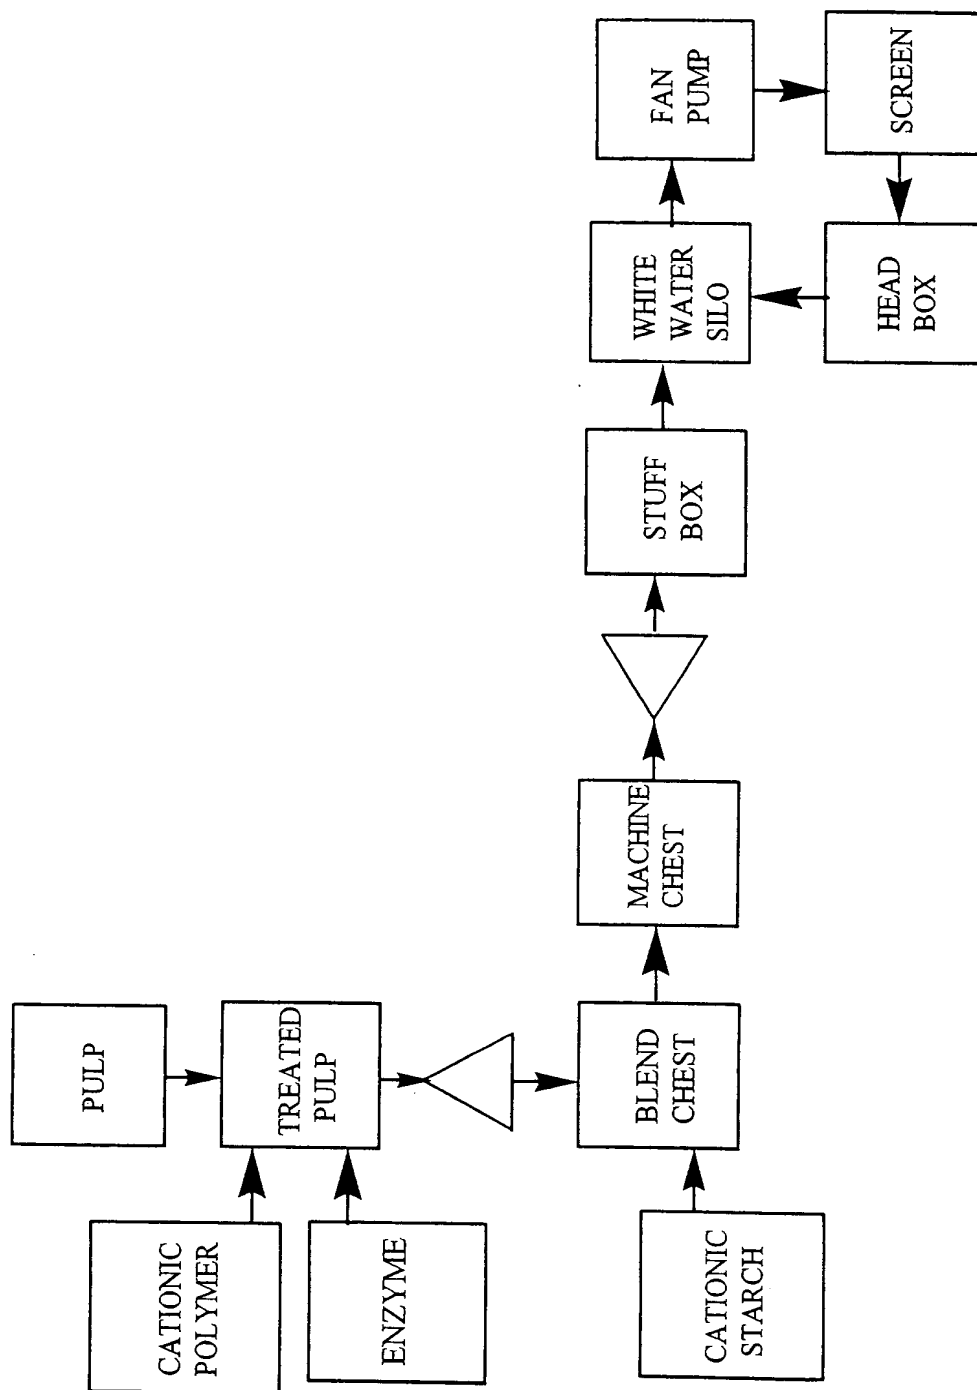 PULP
CATIONIC
POLYMER
TREATED
PULP
ENZYME
CATIONIC
STARCH
BLEND
CHEST
MACHINE
CHEST
STUFF
BOX
WHITE
WATER
SILO
FAN
PUMP
SCREEN
HEAD
BOX